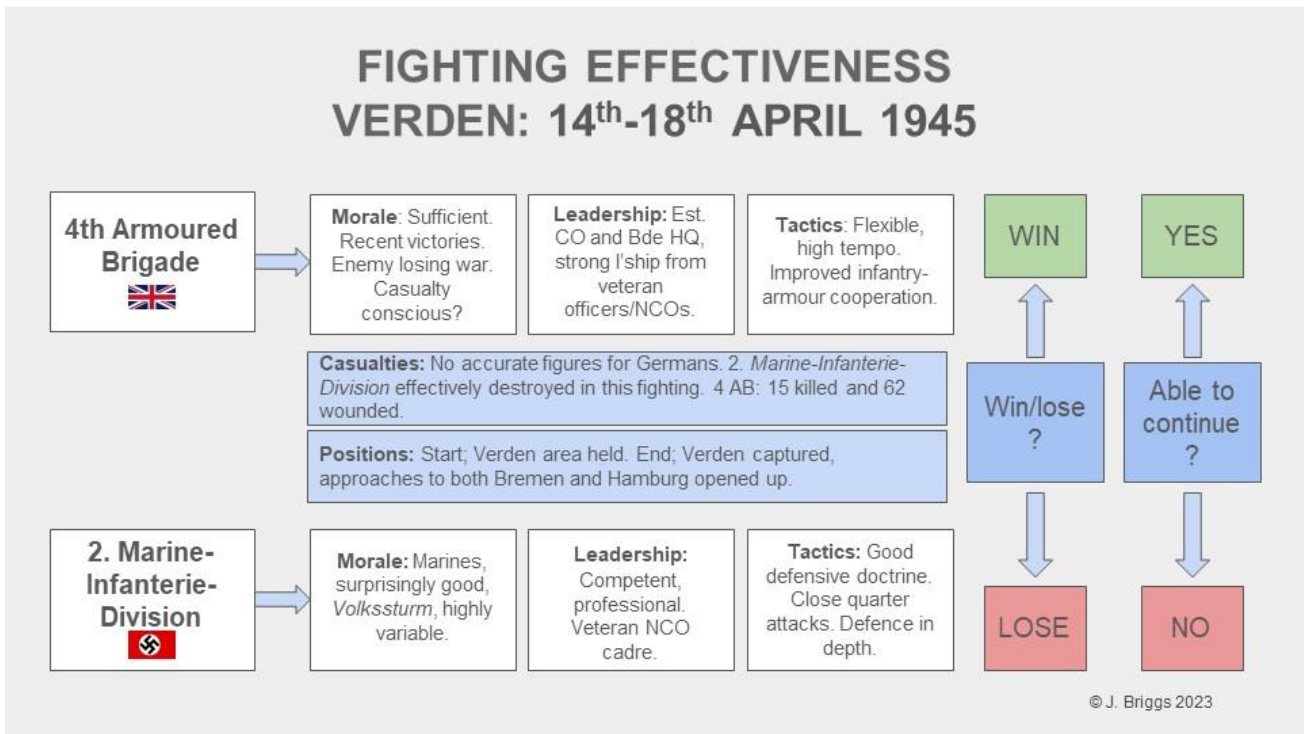 FIGHTING EFFECTIVENESS
VERDEN: 14th-18th APRIL 1945
4th Armoured
Brigade
Morale: Sufficient.
Recent victories.
Enemy losing war.
Casualty
conscious?
Leadership: Est.
CO and Bde HQ,
strong l'ship from
veteran
officers/NCOs.
Tactics: Flexible,
high tempo.
Improved infantry-
armour cooperation.
WIN
YES
Casualties: No accurate figures for Germans. 2. Marine-Infanterie-
Division effectively destroyed in this fighting. 4 AB: 15 killed and 62
wounded.
Positions: Start; Verden area held. End; Verden captured,
approaches to both Bremen and Hamburg opened up.
Win/lose
?
Able to
continue
?
2. Marine-
Infanterie-
Division
Morale: Marines,
surprisingly good,
Volkssturm, highly
variable.
Leadership:
Competent,
professional.
Veteran NCO
cadre.
Tactics: Good
defensive doctrine.
Close quarter
attacks. Defence in
depth.
LOSE
NO
© J. Briggs 2023